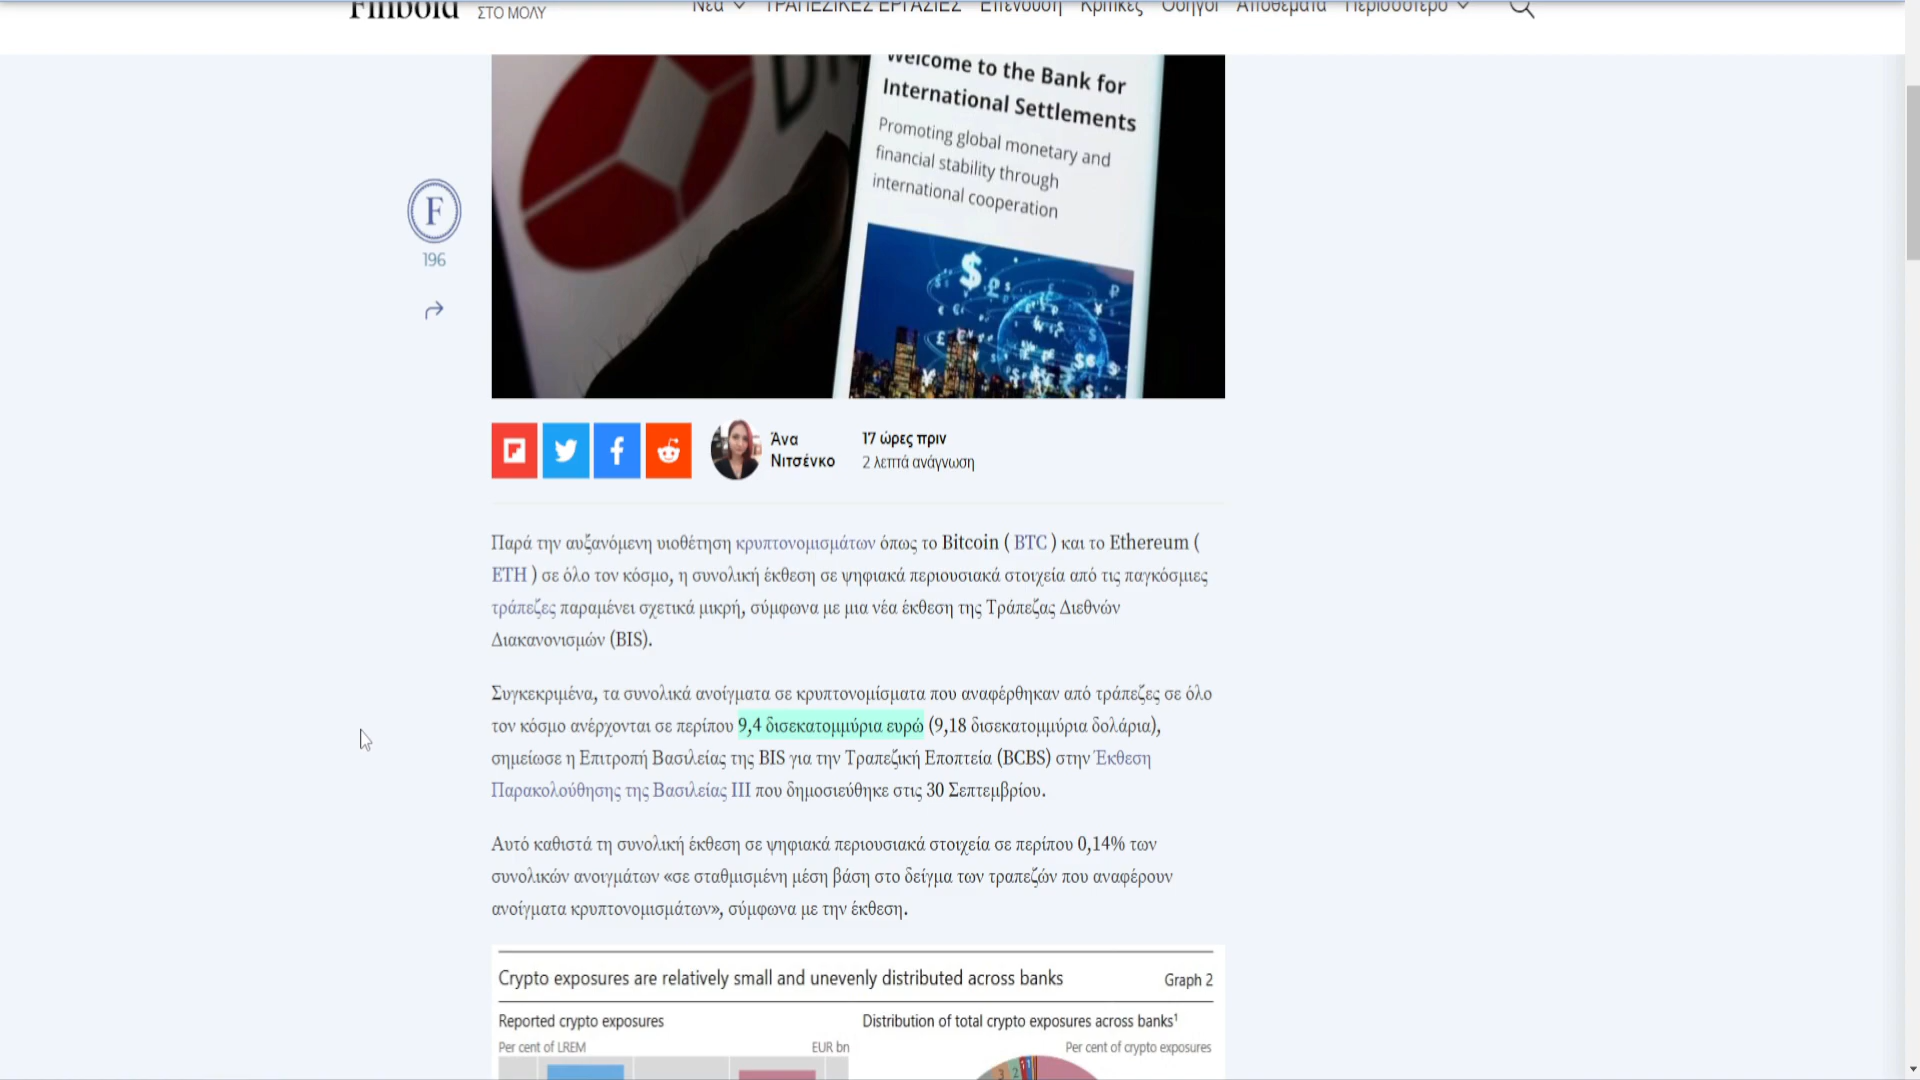 Finbold ΣΤΟ ΜΟΛΥ Νέα ΤΡΑΠΕΖΙΚΕΣ ΕΡΓΑΣΙΕΣ Επένδυση Κριτικές Οδηγοί Αποθέματα Περισσότερο
Welcome to the Bank for
International Settlements
Promoting global monetary and
financial stability through
international cooperation
F
196
Άνα
Νιτσένκο
17 ώρες πριν
2 λεπτά ανάγνωση
Παρά την αυξανόμενη υιοθέτηση κρυπτονομισμάτων όπως το Bitcoin ( BTC ) και το Ethereum (
ETH ) σε όλο τον κόσμο, η συνολική έκθεση σε ψηφιακά περιουσιακά στοιχεία από τις παγκόσμιες
τράπεζες παραμένει σχετικά μικρή, σύμφωνα με μια νέα έκθεση της Τράπεζας Διεθνών
Διακανονισμών (BIS).
Συγκεκριμένα, τα συνολικά ανοίγματα σε κρυπτονομίσματα που αναφέρθηκαν από τράπεζες σε όλο
τον κόσμο ανέρχονται σε περίπου 9,4 δισεκατομμύρια ευρώ (9,18 δισεκατομμύρια δολάρια),
σημείωσε η Επιτροπή Βασιλείας της BIS για την Τραπεζική Εποπτεία (BCBS) στην Έκθεση
Παρακολούθησης της Βασιλείας III που δημοσιεύθηκε στις 30 Σεπτεμβρίου.
Αυτό καθιστά τη συνολική έκθεση σε ψηφιακά περιουσιακά στοιχεία σε περίπου 0,14% των
συνολικών ανοιγμάτων «σε σταθμισμένη μέση βάση στο δείγμα των τραπεζών που αναφέρουν
ανοίγματα κρυπτονομισμάτων», σύμφωνα με την έκθεση.
Crypto exposures are relatively small and unevenly distributed across banks Graph 2
Reported crypto exposures Distribution of total crypto exposures across banks¹
Per cent of LREM EUR bn Per cent of crypto exposures
3 2 1